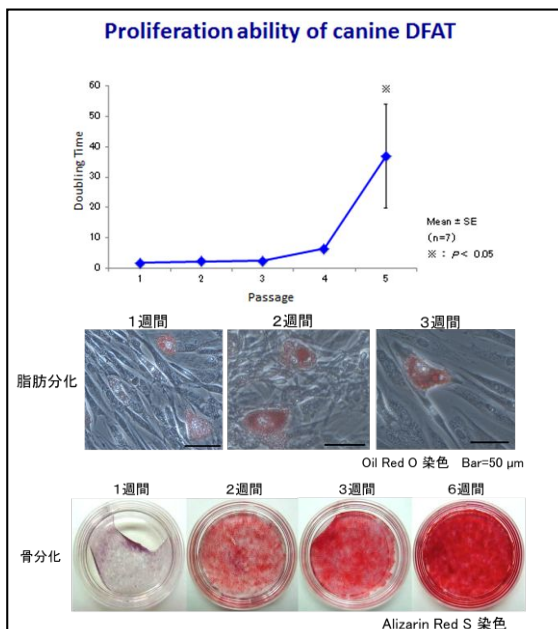 Proliferation ability of canine DFAT
60
50
40
30
20
10
0
Doubling Time
※
Mean ± SE
(n=7)
※ : P < 0.05
1 2 3 4 5
Passage
1週間 2週間 3週間
脂肪分化
Oil Red O 染色 Bar=50 μm
1週間 2週間 3週間 6週間
骨分化
Alizarin Red S 染色